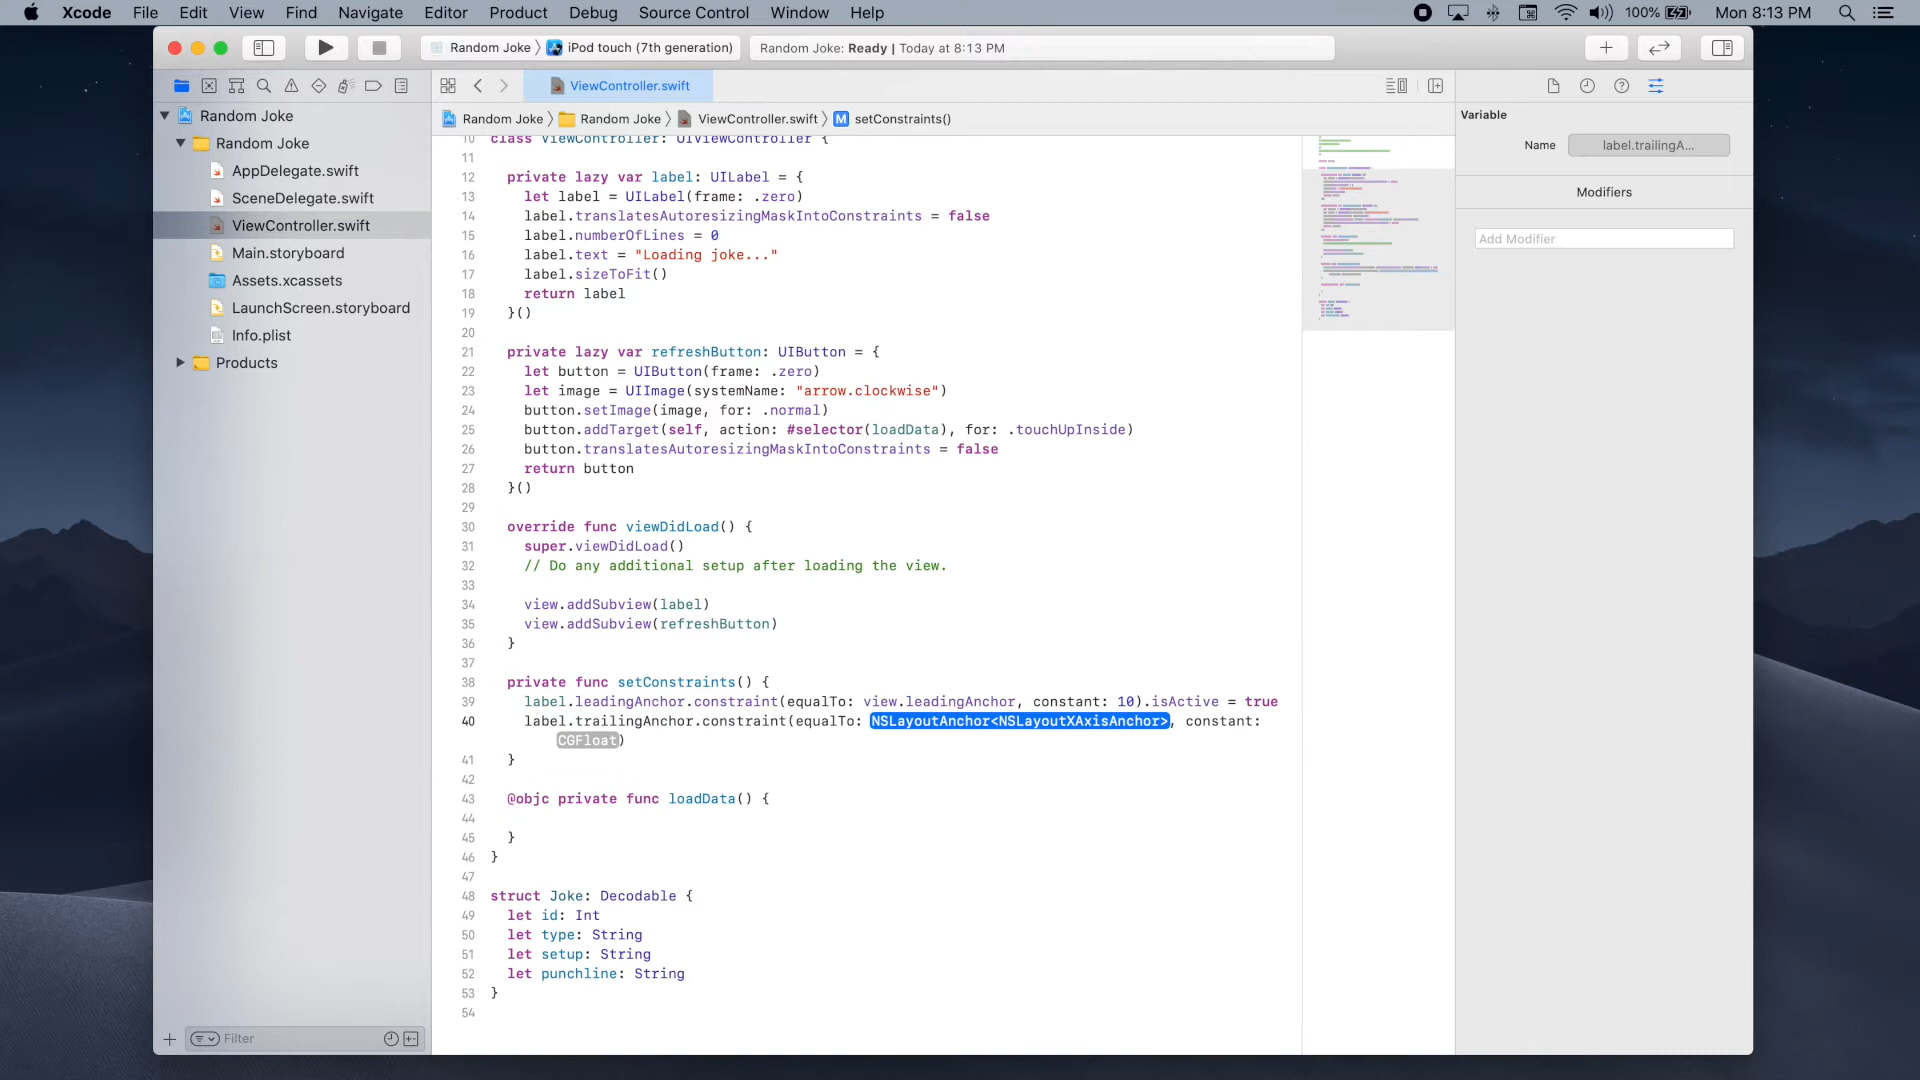 Xcode File Edit View Find Navigate Editor Product Debug Source Control Window Help 100% Mon 8:13 PM
Random Joke 〉 iPod touch (7th generation) Random Joke: Ready | Today at 8:13 PM
ViewController.swift
Random Joke 〉 Random Joke 〉 ViewController.swift 〉 M setConstraints()
Random Joke
Random Joke
AppDelegate.swift
SceneDelegate.swift
ViewController.swift
Main.storyboard
Assets.xcassets
LaunchScreen.storyboard
Info.plist
Products
Filter
10 class ViewController: UIViewController {
11
12 private lazy var label: UILabel = {
13 let label = UILabel(frame: .zero)
14 label.translatesAutoresizingMaskIntoConstraints = false
15 label.numberOfLines = 0
16 label.text = "Loading joke..."
17 label.sizeToFit()
18 return label
19 }()
20
21 private lazy var refreshButton: UIButton = {
22 let button = UIButton(frame: .zero)
23 let image = UIImage(systemName: "arrow.clockwise")
24 button.setImage(image, for: .normal)
25 button.addTarget(self, action: #selector(loadData), for: .touchUpInside)
26 button.translatesAutoresizingMaskIntoConstraints = false
27 return button
28 }()
29
30 override func viewDidLoad() {
31 super.viewDidLoad()
32 // Do any additional setup after loading the view.
33
34 view.addSubview(label)
35 view.addSubview(refreshButton)
36 }
37
38 private func setConstraints() {
39 label.leadingAnchor.constraint(equalTo: view.leadingAnchor, constant: 10).isActive = true
40 label.trailingAnchor.constraint(equalTo: NSLayoutAnchor<NSLayoutXAxisAnchor>, constant:
CGFloat)
41 }
42
43 @objc private func loadData() {
44
45 }
46 }
47
48 struct Joke: Decodable {
49 let id: Int
50 let type: String
51 let setup: String
52 let punchline: String
53 }
54
Variable
Name label.trailingA...
Modifiers
Add Modifier